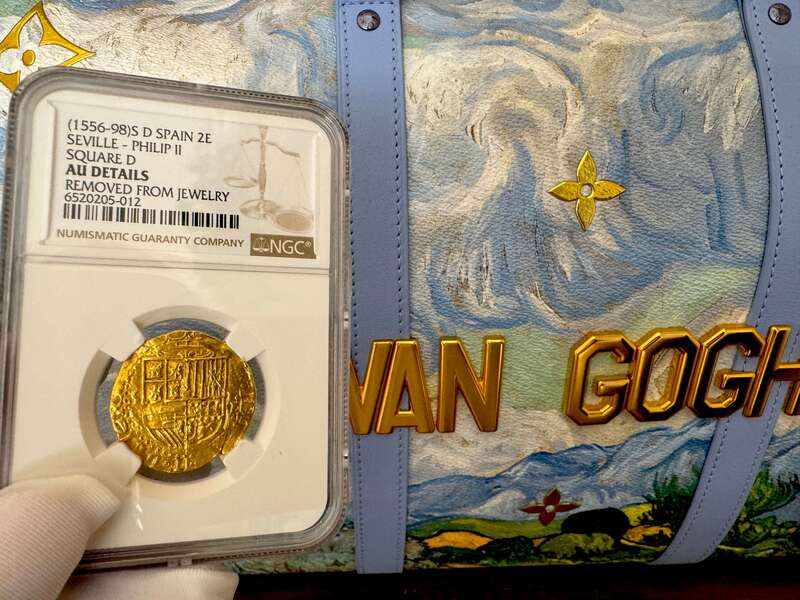 (1556-98)S D SPAIN 2E
SEVILLE - PHILIP II
SQUARE D
AU DETAILS
REMOVED FROM JEWELRY
6520205-012
NUMISMATIC GUARANTY COMPANY NGC®
VAN GOGH